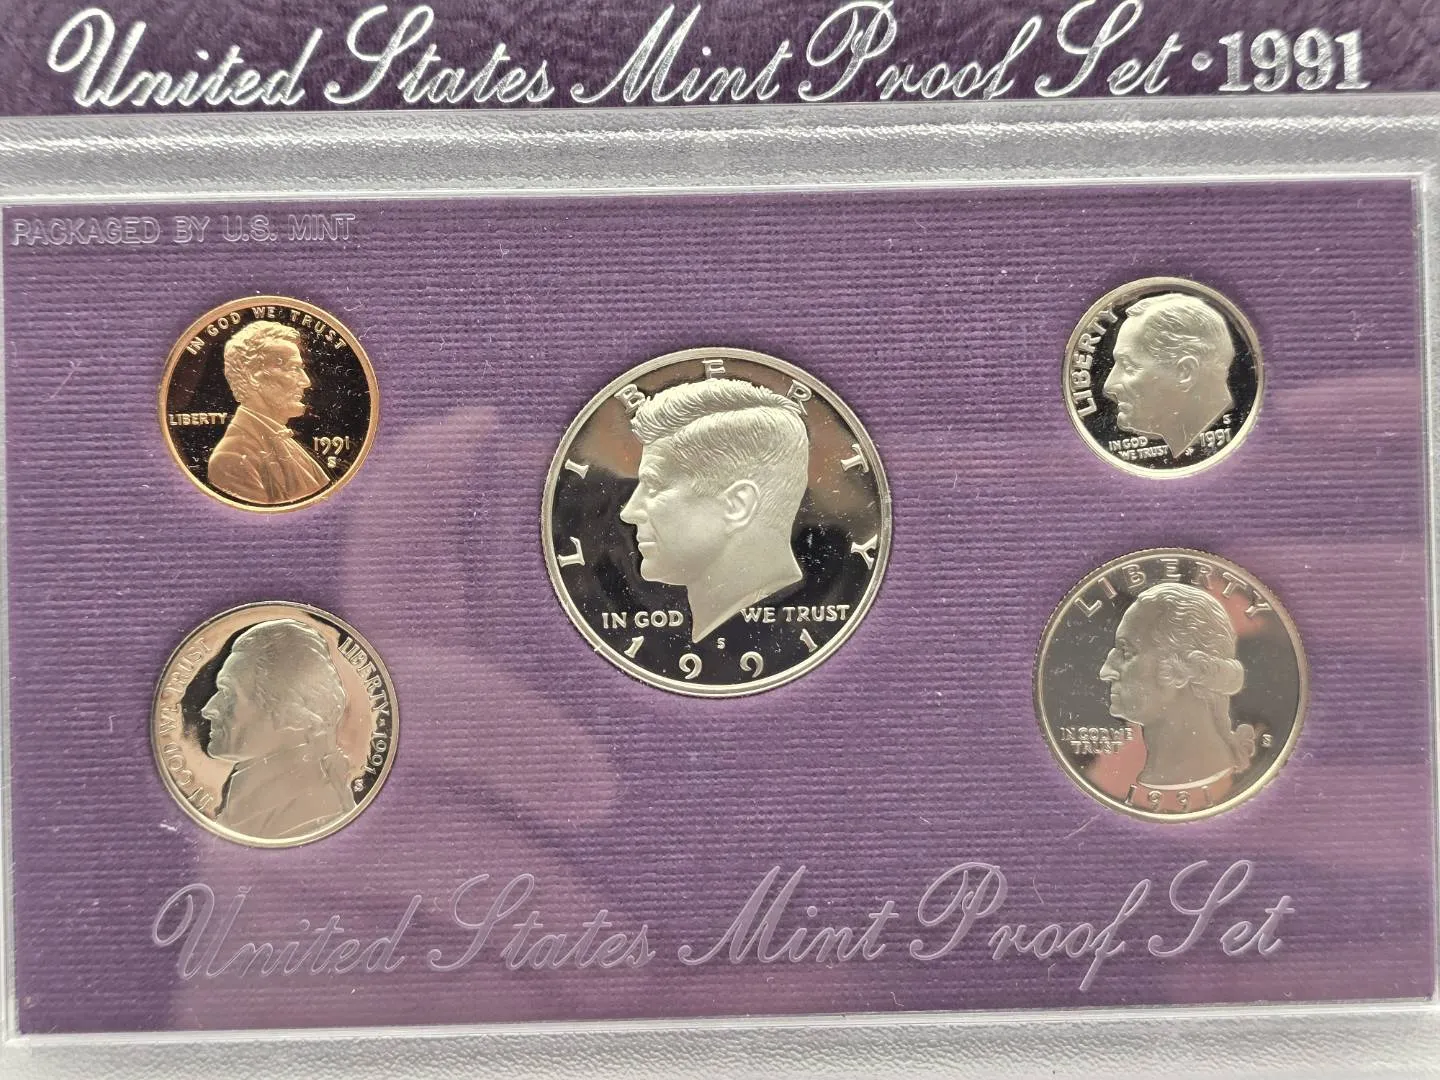 United States Mint Proof Set · 1991
PACKAGED BY U.S. MINT
IN GOD WE TRUST
LIBERTY
1991
S
LIBERTY
IN GOD WE TRUST
S
1991
LIBERTY
IN GOD
WE TRUST
S
1991
IN GOD WE TRUST
LIBERTY 1991
S
LIBERTY
IN GOD WE
TRUST
S
1991
United States Mint Proof Set